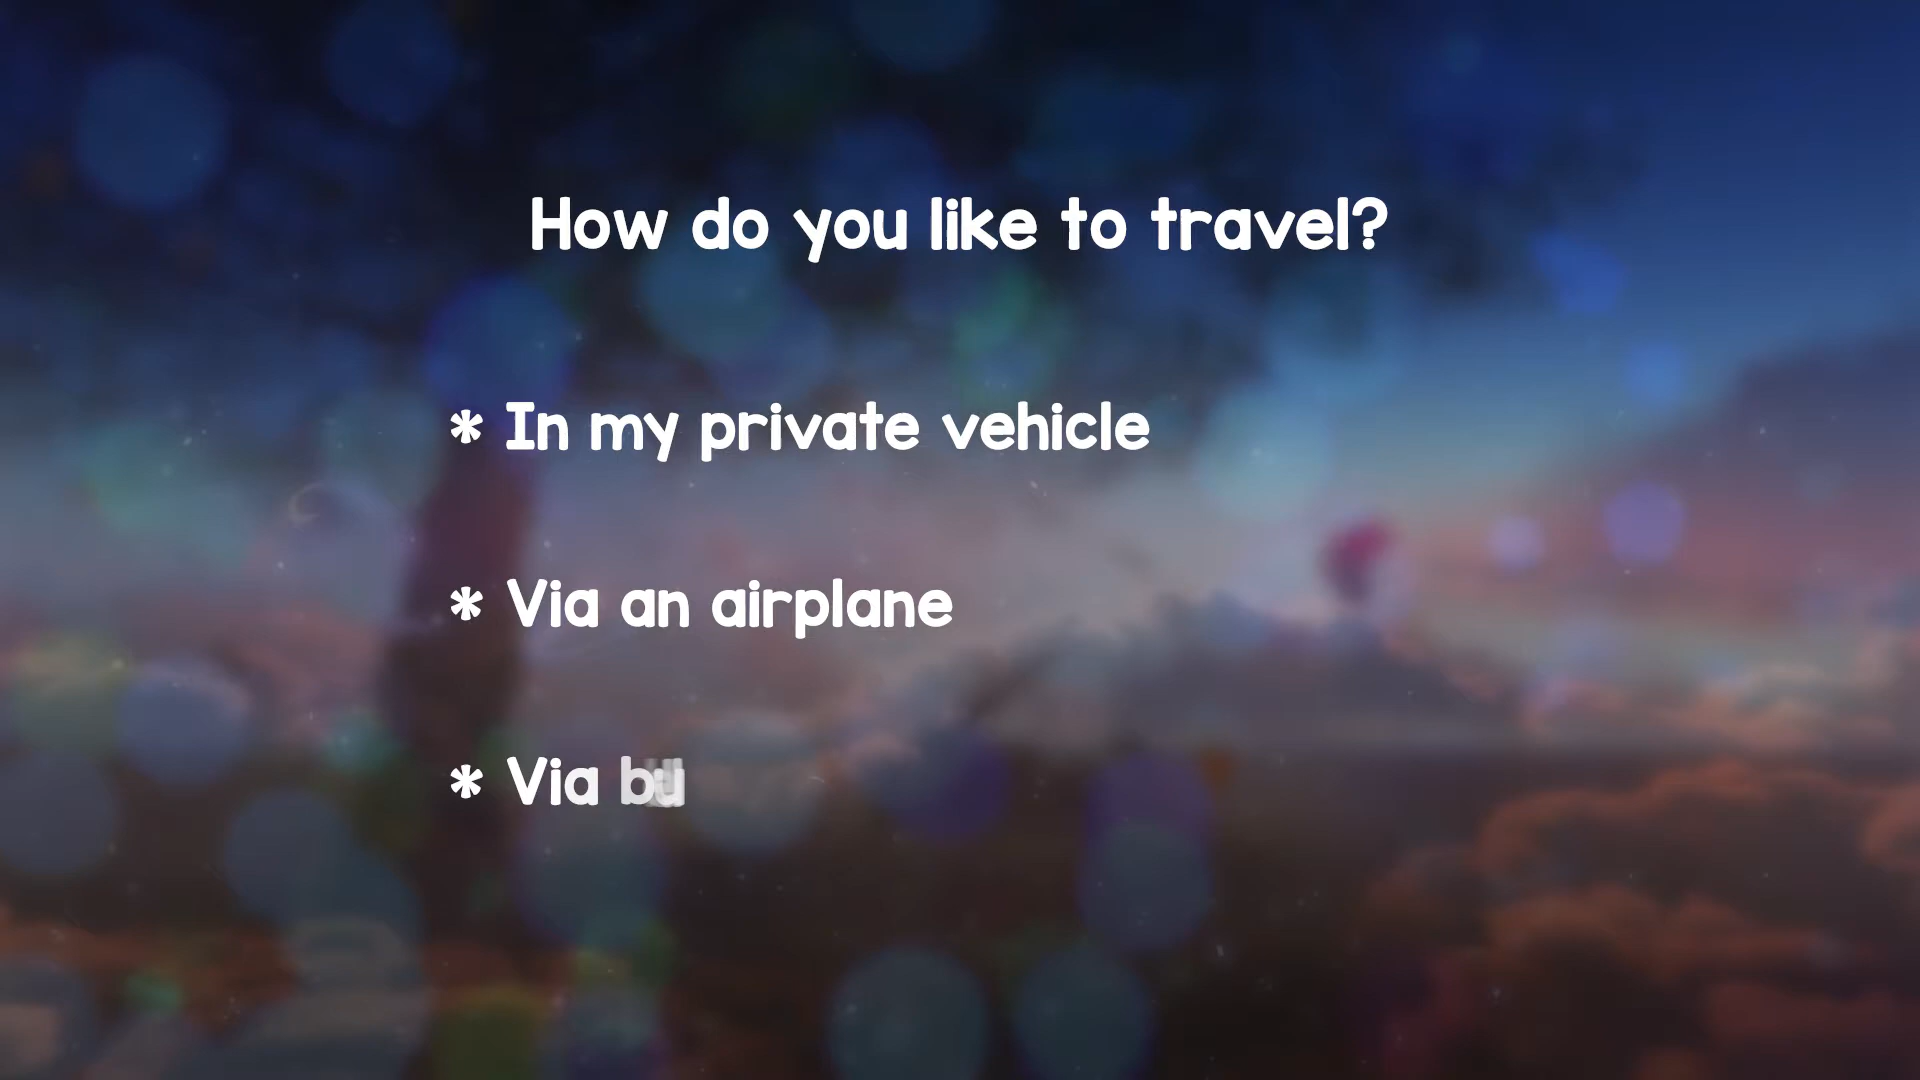 How do you like to travel?
* In my private vehicle
* Via an airplane
* Via bu